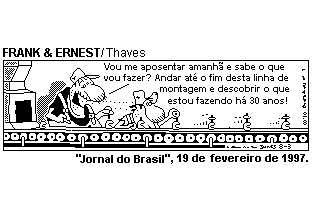 FRANK & ERNEST/Thaves
Vou me aposentar amanhã e sabe o que
vou fazer? Andar até o fim desta linha de
montagem e descobrir o que
estou fazendo há 30 anos!
"Jornal do Brasil", 19 de fevereiro de 1997.